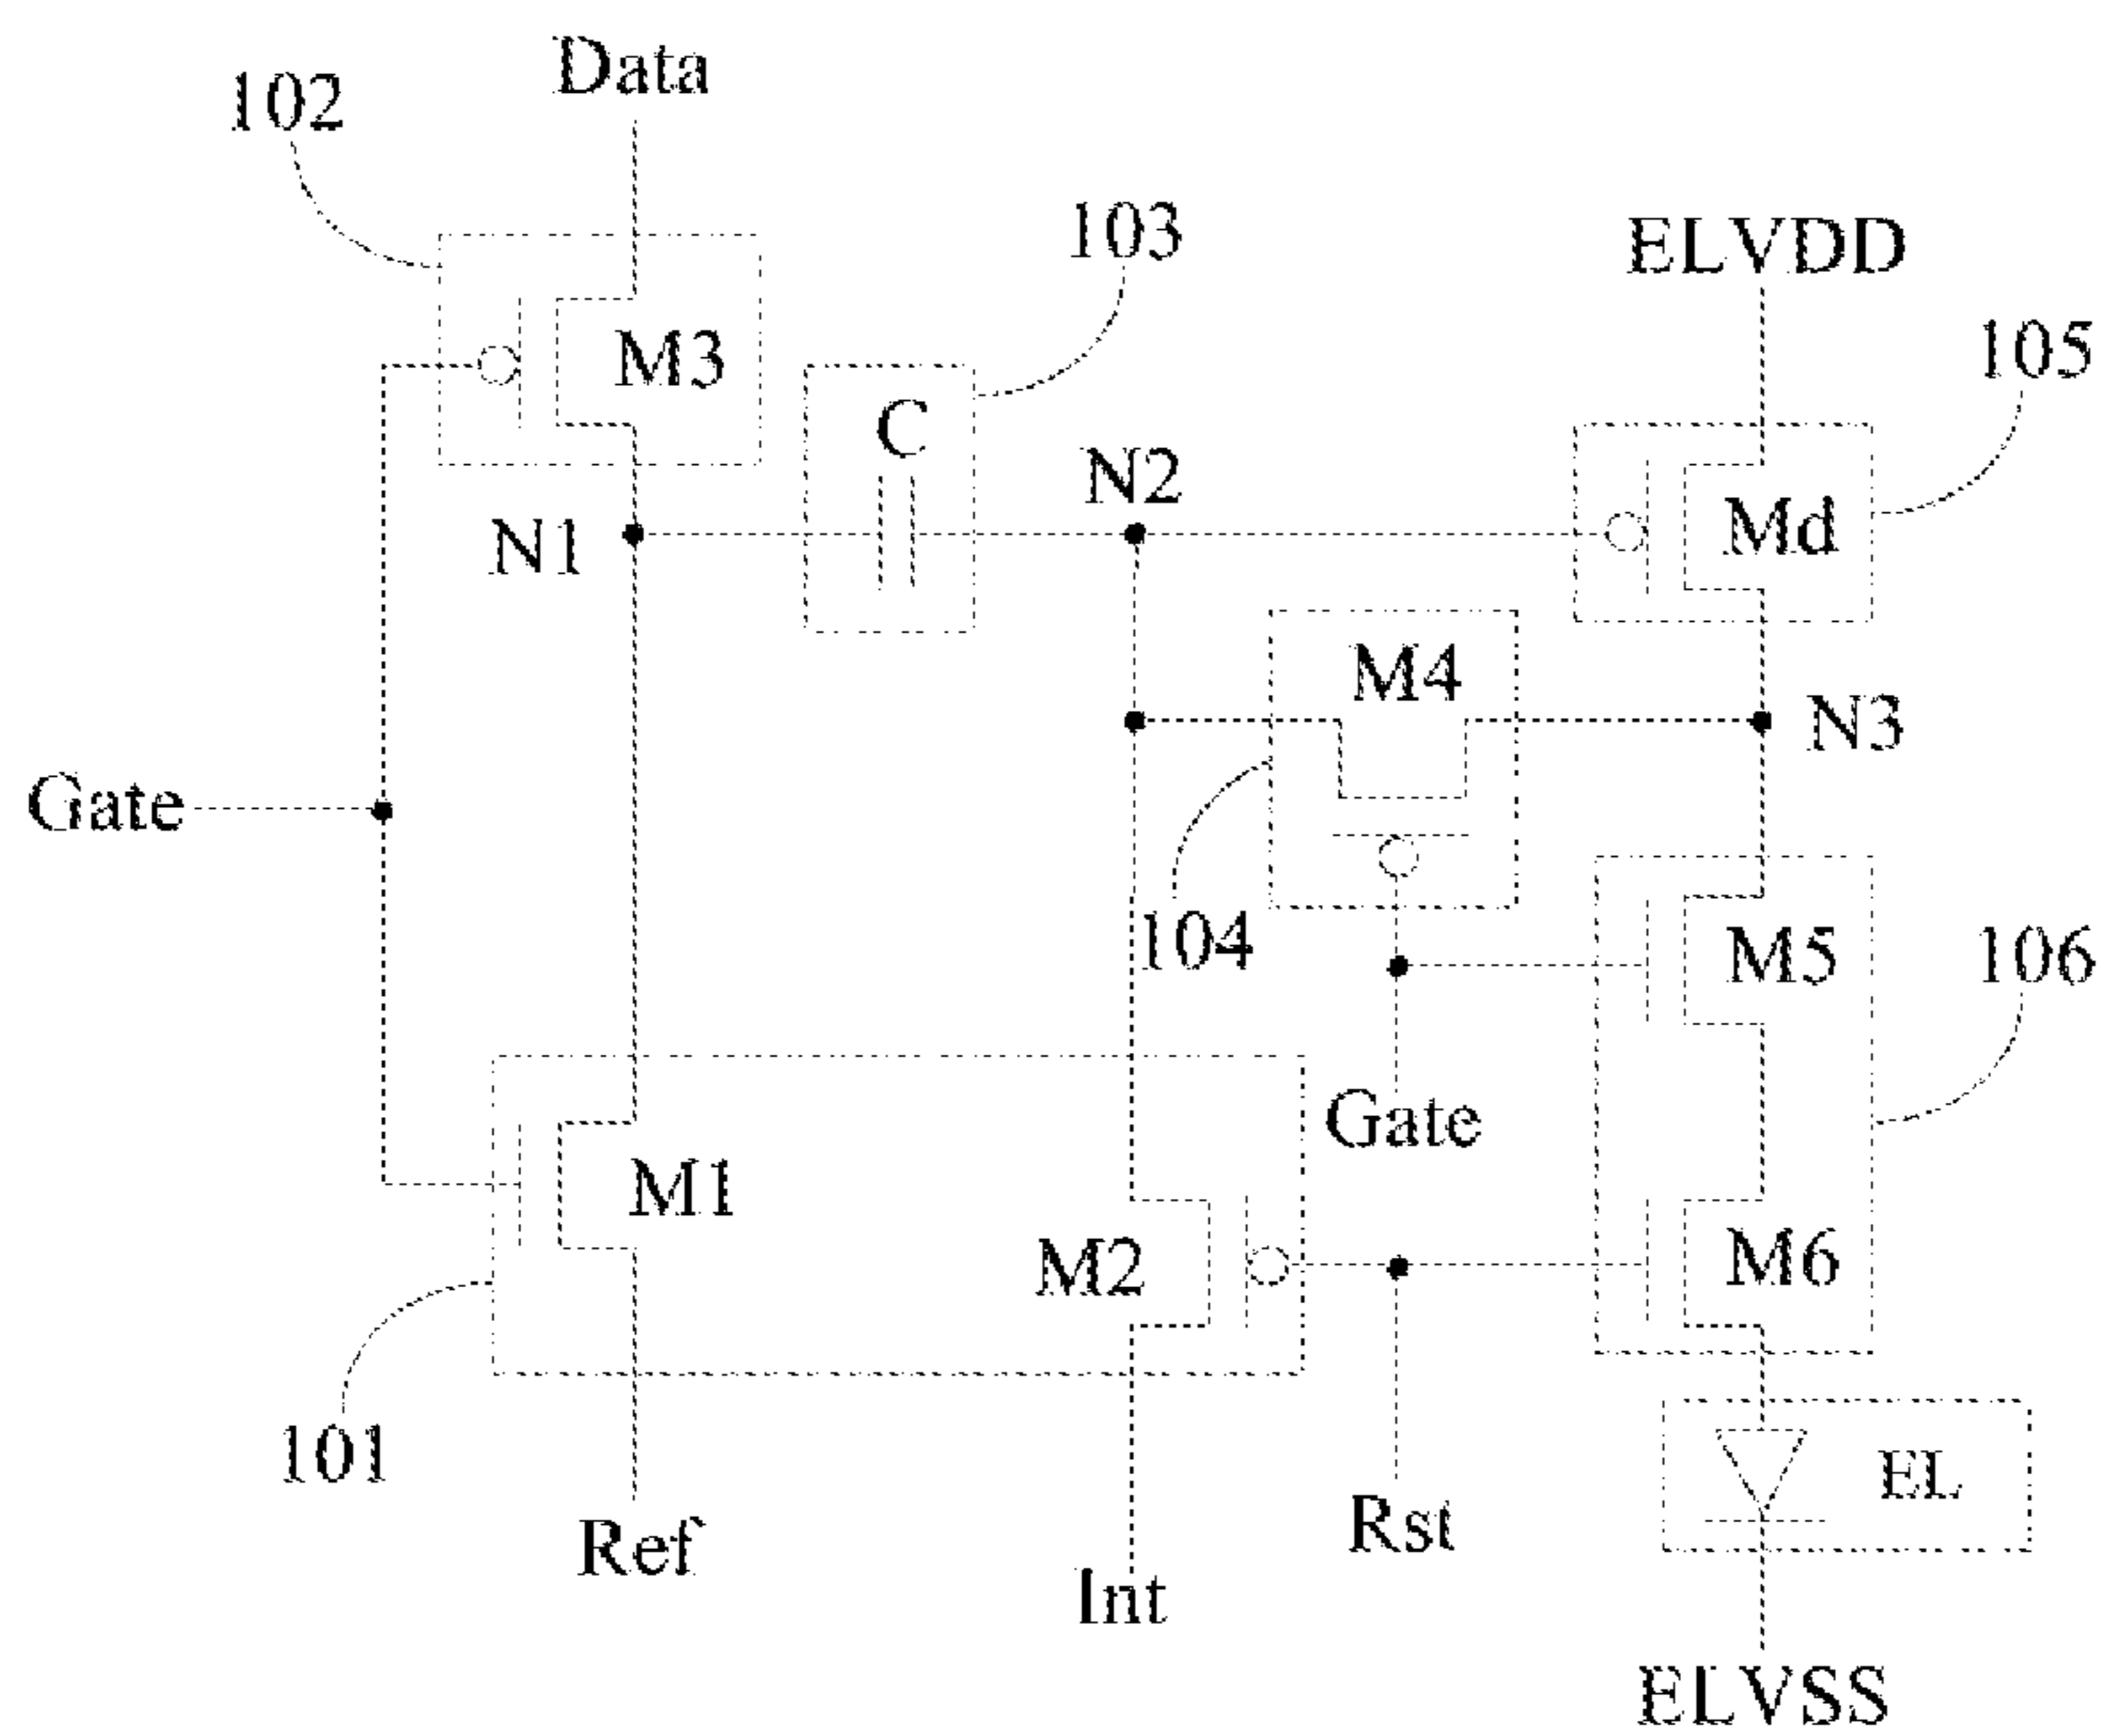 Data
102
103
ELVDD
105
M3
C
N2
Md
N1
M4
N3
Gate
104
M5
106
Gate
M1
M2
M6
101
EL
Ref
Rst
Int
ELVSS